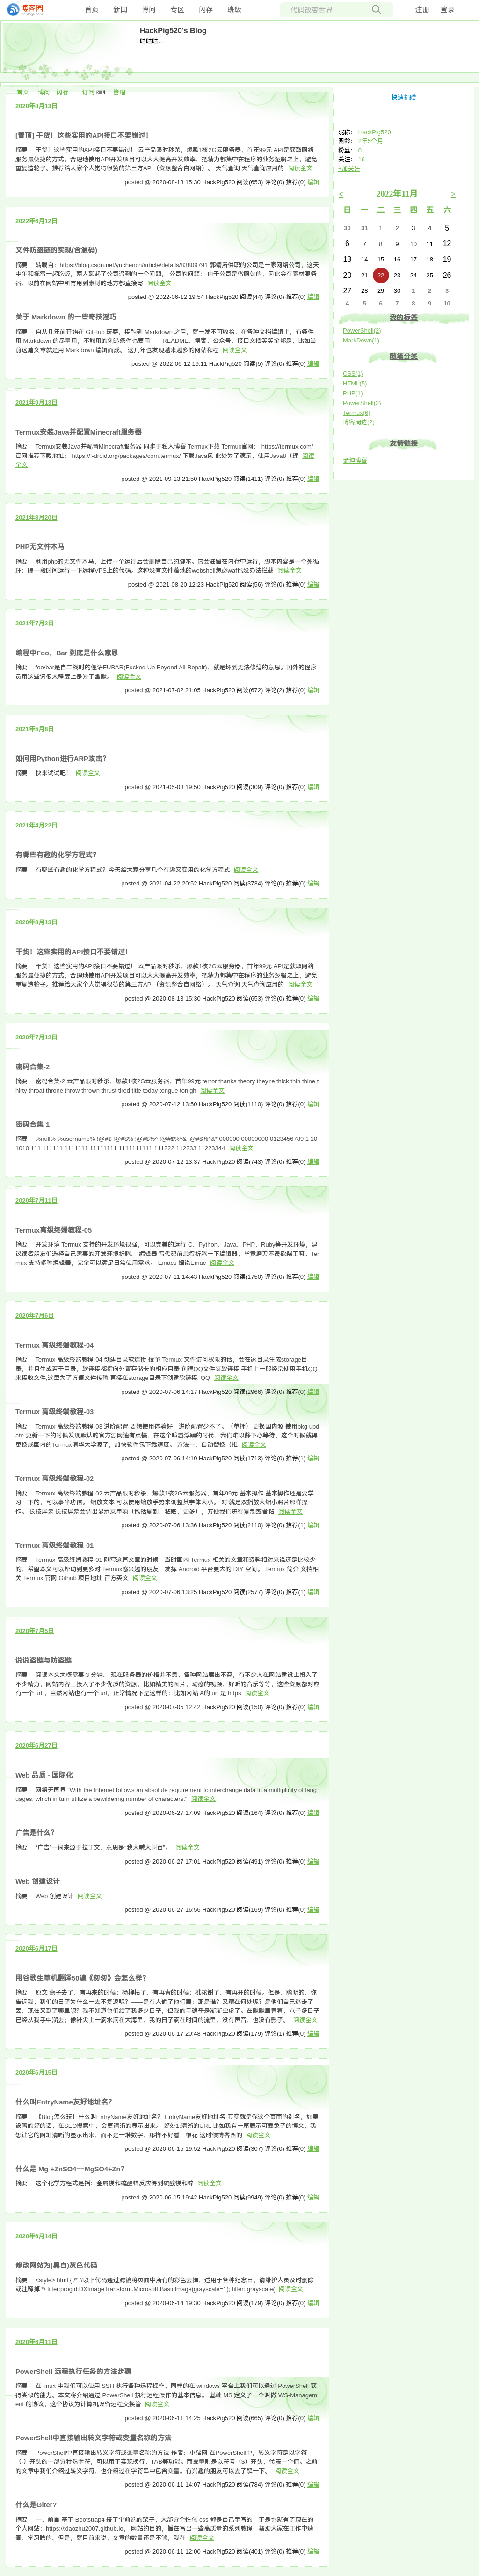 博客园
首页 新闻 博问 专区 闪存 班级
代码改变世界
注册 登录
HackPig520's Blog
咕咕咕...
首页 博问 闪存 订阅 管理
2020年8月13日
[置顶] 干货！这些实用的API接口不要错过!
摘要： 干货！这些实用的API接口不要错过! 云产品限时秒杀，爆款1核2G云服务器，首年99元 API是获取网络
服务器便捷的方式，合理地使用API开发项目可以大大提高开发效率，把精力都集中在程序的业务逻辑之上，避免
重复造轮子。推荐给大家个人觉得很赞的第三方API（资源整合自网络）。 天气查询 天气查询应用的 阅读全文
posted @ 2020-08-13 15:30 HackPig520 阅读(653) 评论(0) 推荐(0) 编辑
2022年6月12日
文件防盗链的实现(含源码)
摘要： 转载自：https://blog.csdn.net/yuchencn/article/details/83809791 郭晴所供职的公司是一家网音公司，这天
中午和拖雍一起吃饭，两人聊起了公司遇到的一个问题， 公司的问题： 由于公司是做网站的，因此会有素材服务
器，以前在网站中所有用到素材的地方都直接写 阅读全文
posted @ 2022-06-12 19:54 HackPig520 阅读(44) 评论(0) 推荐(0) 编辑
关于 Markdown 的一些奇技淫巧
摘要： 自从几年前开始在 GitHub 玩耍，接触到 Markdown 之后，就一发不可收拾，在各种文档编辑上，有条件
用 Markdown 的尽量用，不能用的创造条件也要用——README、博客、公众号、接口文档等等全都是，比如当
前这篇文章就是用 Markdown 编辑而成。 这几年也发现越来越多的网站和程 阅读全文
posted @ 2022-06-12 19:11 HackPig520 阅读(5) 评论(0) 推荐(0) 编辑
2021年9月13日
Termux安装Java并配置Minecraft服务器
摘要： Termux安装Java并配置Minecraft服务器 同步于私人博客 Termux下载 Termux官网： https://termux.com/
官网推荐下载地址： https://f-droid.org/packages/com.termux/ 下载Java包 此处为了演示，使用Java8（理 阅读
全文
posted @ 2021-09-13 21:50 HackPig520 阅读(1411) 评论(0) 推荐(0) 编辑
2021年8月20日
PHP无文件木马
摘要： 利用php的无文件木马，上传一个运行后会删除自己的脚本。它会驻留在内存中运行，脚本内容是一个死循
环：端一段时间运行一下远程VPS上的代码。这种没有文件落地的webshell想必waf也没办法拦截 阅读全文
posted @ 2021-08-20 12:23 HackPig520 阅读(56) 评论(0) 推荐(0) 编辑
2021年7月2日
编程中Foo，Bar 到底是什么意思
摘要： foo/bar是自二战时的俚语FUBAR(Fucked Up Beyond All Repair)，就是坏到无法修缮的意思。国外的程序
员用这些词很大程度上是为了幽默。 阅读全文
posted @ 2021-07-02 21:05 HackPig520 阅读(672) 评论(2) 推荐(0) 编辑
2021年5月8日
如何用Python进行ARP攻击?
摘要： 快来试试吧! 阅读全文
posted @ 2021-05-08 19:50 HackPig520 阅读(309) 评论(0) 推荐(0) 编辑
2021年4月22日
有哪些有趣的化学方程式?
摘要： 有哪些有趣的化学方程式？今天给大家分享几个有趣又实用的化学方程式 阅读全文
posted @ 2021-04-22 20:52 HackPig520 阅读(3734) 评论(0) 推荐(0) 编辑
2020年8月13日
干货！这些实用的API接口不要错过!
摘要： 干货！这些实用的API接口不要错过! 云产品限时秒杀，爆款1核2G云服务器，首年99元 API是获取网络
服务器便捷的方式，合理地使用API开发项目可以大大提高开发效率，把精力都集中在程序的业务逻辑之上，避免
重复造轮子。推荐给大家个人觉得很赞的第三方API（资源整合自网络）。 天气查询 天气查询应用的 阅读全文
posted @ 2020-08-13 15:30 HackPig520 阅读(653) 评论(0) 推荐(0) 编辑
2020年7月12日
密码合集-2
摘要： 密码合集-2 云产品限时秒杀，爆款1核2G云服务器，首年99元 terror thanks theory they're thick thin thine t
hirty throat throne throw thrown thrust tired title today tongue tonigh 阅读全文
posted @ 2020-07-12 13:50 HackPig520 阅读(1110) 评论(0) 推荐(0) 编辑
密码合集-1
摘要： %null% %username% !@#$ !@#$% !@#$%^ !@#$%^& !@#$%^&* 000000 00000000 0123456789 1 10
1010 111 111111 1111111 11111111 1111111111 111222 112233 11223344 阅读全文
posted @ 2020-07-12 13:37 HackPig520 阅读(743) 评论(0) 推荐(0) 编辑
2020年7月11日
Termux高级终端教程-05
摘要： 开发环境 Termux 支持的开发环境很强，可以完美的运行 C、Python、Java、PHP、Ruby等开发环境，建
议读者朋友们选择自己需要的开发环境折腾。 编辑器 写代码前总得折腾一下编辑器，毕竟磨刀不误砍柴工嘛。Ter
mux 支持多种编辑器，完全可以满足日常使用需求。 Emacs 据说Emac 阅读全文
posted @ 2020-07-11 14:43 HackPig520 阅读(1750) 评论(0) 推荐(0) 编辑
2020年7月6日
Termux 高级终端教程-04
摘要： Termux 高级终端教程-04 创建目录软连接 授予 Termux 文件访问权限的话，会在家目录生成storage目
录，并且生成若干目录，软连接都指向外置存储卡的相应目录 创建QQ文件夹软连接 手机上一般经常使用手机QQ
来接收文件,这里为了方便文件传输,直接在storage目录下创建软链接. QQ 阅读全文
posted @ 2020-07-06 14:17 HackPig520 阅读(2966) 评论(0) 推荐(0) 编辑
Termux 高级终端教程-03
摘要： Termux 高级终端教程-03 进阶配置 要想使用体验好，进阶配置少不了。（单押） 更换国内源 使用pkg upd
ate 更新一下的时候发现默认的官方源网速有点慢，在这个喧嚣浮躁的时代，我们难以静下心等待，这个时候就得
更换成国内的Termux清华大学源了，加快软件包下载速度。 方法一：自动替换（推 阅读全文
posted @ 2020-07-06 14:10 HackPig520 阅读(1713) 评论(0) 推荐(1) 编辑
Termux 高级终端教程-02
摘要： Termux 高级终端教程-02 云产品限时秒杀，爆款1核2G云服务器，首年99元 基本操作 基本操作还是要学
习一下的，可以事半功倍。 缩放文本 可以使用缩放手势来调整其字体大小。 对!就是双指放大缩小照片那样操
作。 长按屏幕 长按屏幕会调出显示菜单项（包括复制、粘贴、更多），方便我们进行复制或者粘 阅读全文
posted @ 2020-07-06 13:36 HackPig520 阅读(2110) 评论(0) 推荐(1) 编辑
Termux 高级终端教程-01
摘要： Termux 高级终端教程-01 刚写这篇文章的时候，当时国内 Termux 相关的文章和资料相对来说还是比较少
的，希望本文可以帮助到更多对 Termux感兴趣的朋友，发挥 Android 平台更大的 DIY 空间。 Termux 简介 文档相
关 Termux 官网 Github 项目地址 官方英文 阅读全文
posted @ 2020-07-06 13:25 HackPig520 阅读(2577) 评论(0) 推荐(1) 编辑
2020年7月5日
说说盗链与防盗链
摘要： 阅读本文大概需要 3 分钟。 现在服务器的价格并不贵，各种网站层出不穷，有不少人在网站建设上投入了
不少精力，网站内容上投入了不少优质的资源，比如精美的图片，动感的视频，好听的音乐等等，这些资源都对应
有一个 url ，当然网站也有一个 url。正常情况下是这样的：比如网站 A的 url 是 https 阅读全文
posted @ 2020-07-05 12:42 HackPig520 阅读(150) 评论(0) 推荐(0) 编辑
2020年6月27日
Web 品质 - 国际化
摘要： 网络无国界 "With the Internet follows an absolute requirement to interchange data in a multiplicity of lang
uages, which in turn utilize a bewildering number of characters." 阅读全文
posted @ 2020-06-27 17:09 HackPig520 阅读(164) 评论(0) 推荐(0) 编辑
广告是什么?
摘要： “广告”一词来源于拉丁文，意思是“我大喊大叫百”。 阅读全文
posted @ 2020-06-27 17:01 HackPig520 阅读(491) 评论(0) 推荐(0) 编辑
Web 创建设计
摘要： Web 创建设计 阅读全文
posted @ 2020-06-27 16:56 HackPig520 阅读(169) 评论(0) 推荐(0) 编辑
2020年6月17日
用谷歌生草机翻译50遍《匆匆》会怎么样?
摘要： 原文 燕子去了，有再来的时候；杨柳枯了，有再青的时候；桃花谢了，有再开的时候。但是，聪明的，你
告诉我，我们的日子为什么一去不复返呢？——是有人偷了他们罢：那是谁？又藏在何处呢？是他们自己逃走了
罢：现在又到了哪里呢？我不知道他们给了我多少日子；但我的手确乎是渐渐空虚了。在默默里算着，八千多日子
已经从我手中溜去；像针尖上一滴水滴在大海里，我的日子滴在时间的流里，没有声音，也没有影子。 阅读全文
posted @ 2020-06-17 20:48 HackPig520 阅读(179) 评论(1) 推荐(0) 编辑
2020年6月15日
什么叫EntryName友好地址名?
摘要： 【Blog怎么玩】什么叫EntryName友好地址名? EntryName友好地址名 其实就是你这个页面的别名，如果
设置的好的话，在SEO搜索中，会更清晰的显示出来。 好处1:清晰的URL 比如我有一篇展示可爱兔子的博文，我
想让它的网址清晰的显示出来，而不是一堆数字，那样不好看，很花 这时候博客园的 阅读全文
posted @ 2020-06-15 19:52 HackPig520 阅读(307) 评论(0) 推荐(0) 编辑
什么是 Mg +ZnSO4==MgSO4+Zn?
摘要： 这个化学方程式是指：金属镁和硫酸锌反应得到硫酸镁和锌 阅读全文
posted @ 2020-06-15 19:42 HackPig520 阅读(9949) 评论(0) 推荐(0) 编辑
2020年6月14日
修改网站为(黑白)灰色代码
摘要： <style> html { /* //以下代码通过滤镜将页面中所有的彩色去掉，适用于各种纪念日，请维护人员及时删除
或注释掉 */ filter:progid:DXImageTransform.Microsoft.BasicImage(grayscale=1); filter: grayscale( 阅读全文
posted @ 2020-06-14 19:30 HackPig520 阅读(179) 评论(0) 推荐(0) 编辑
2020年6月11日
PowerShell 远程执行任务的方法步骤
摘要： 在 linux 中我们可以使用 SSH 执行各种远程操作，同样的在 windows 平台上我们可以通过 PowerShell 获
得类似的能力。本文将介绍通过 PowerShell 执行远程操作的基本信息。 基础 MS 定义了一个叫做 WS-Managem
ent 的协议，这个协议为计算机设备远程交换管 阅读全文
posted @ 2020-06-11 14:25 HackPig520 阅读(665) 评论(0) 推荐(0) 编辑
PowerShell中直接输出转义字符或变量名称的方法
摘要： PowerShell中直接输出转义字符或变量名称的方法 作者：小猪网 在PowerShell中，转义字符是以字符
（`）开头的一部分特殊字符，可以用于实现换行、TAB等功能。而变量则是以符号（$）开头，代表一个值。之前的
文章中我们介绍过转义字符，也介绍过在字符串中包含变量，有兴趣的朋友可以去了解一下。 阅读全文
posted @ 2020-06-11 14:07 HackPig520 阅读(784) 评论(0) 推荐(0) 编辑
什么是Giter?
摘要： 一、前言 基于 Bootstrap4 搭了个前端的架子，大部分个性化 css 都是自己手写的，于是也就有了现在的
个人网站：https://xiaozhu2007.github.io， 网站的目的，旨在写出一些高质量的系列教程，帮助大家在工作中速
查，学习啥的。但是，就目前来说，文章的数量还是不够，我在 阅读全文
posted @ 2020-06-11 12:00 HackPig520 阅读(401) 评论(0) 推荐(0) 编辑
快速捐赠
昵称： HackPig520
园龄： 2年5个月
粉丝： 0
关注： 16
+加关注
< 2022年11月 >
日 一 二 三 四 五 六
30 31 1 2 3 4 5
6 7 8 9 10 11 12
13 14 15 16 17 18 19
20 21 22 23 24 25 26
27 28 29 30 1 2 3
4 5 6 7 8 9 10
我的标签
PowerShell(2)
MarkDown(1)
随笔分类
CSS(1)
HTML(5)
PHP(1)
PowerShell(2)
Termux(6)
博客周边(2)
友情链接
孟坤博客